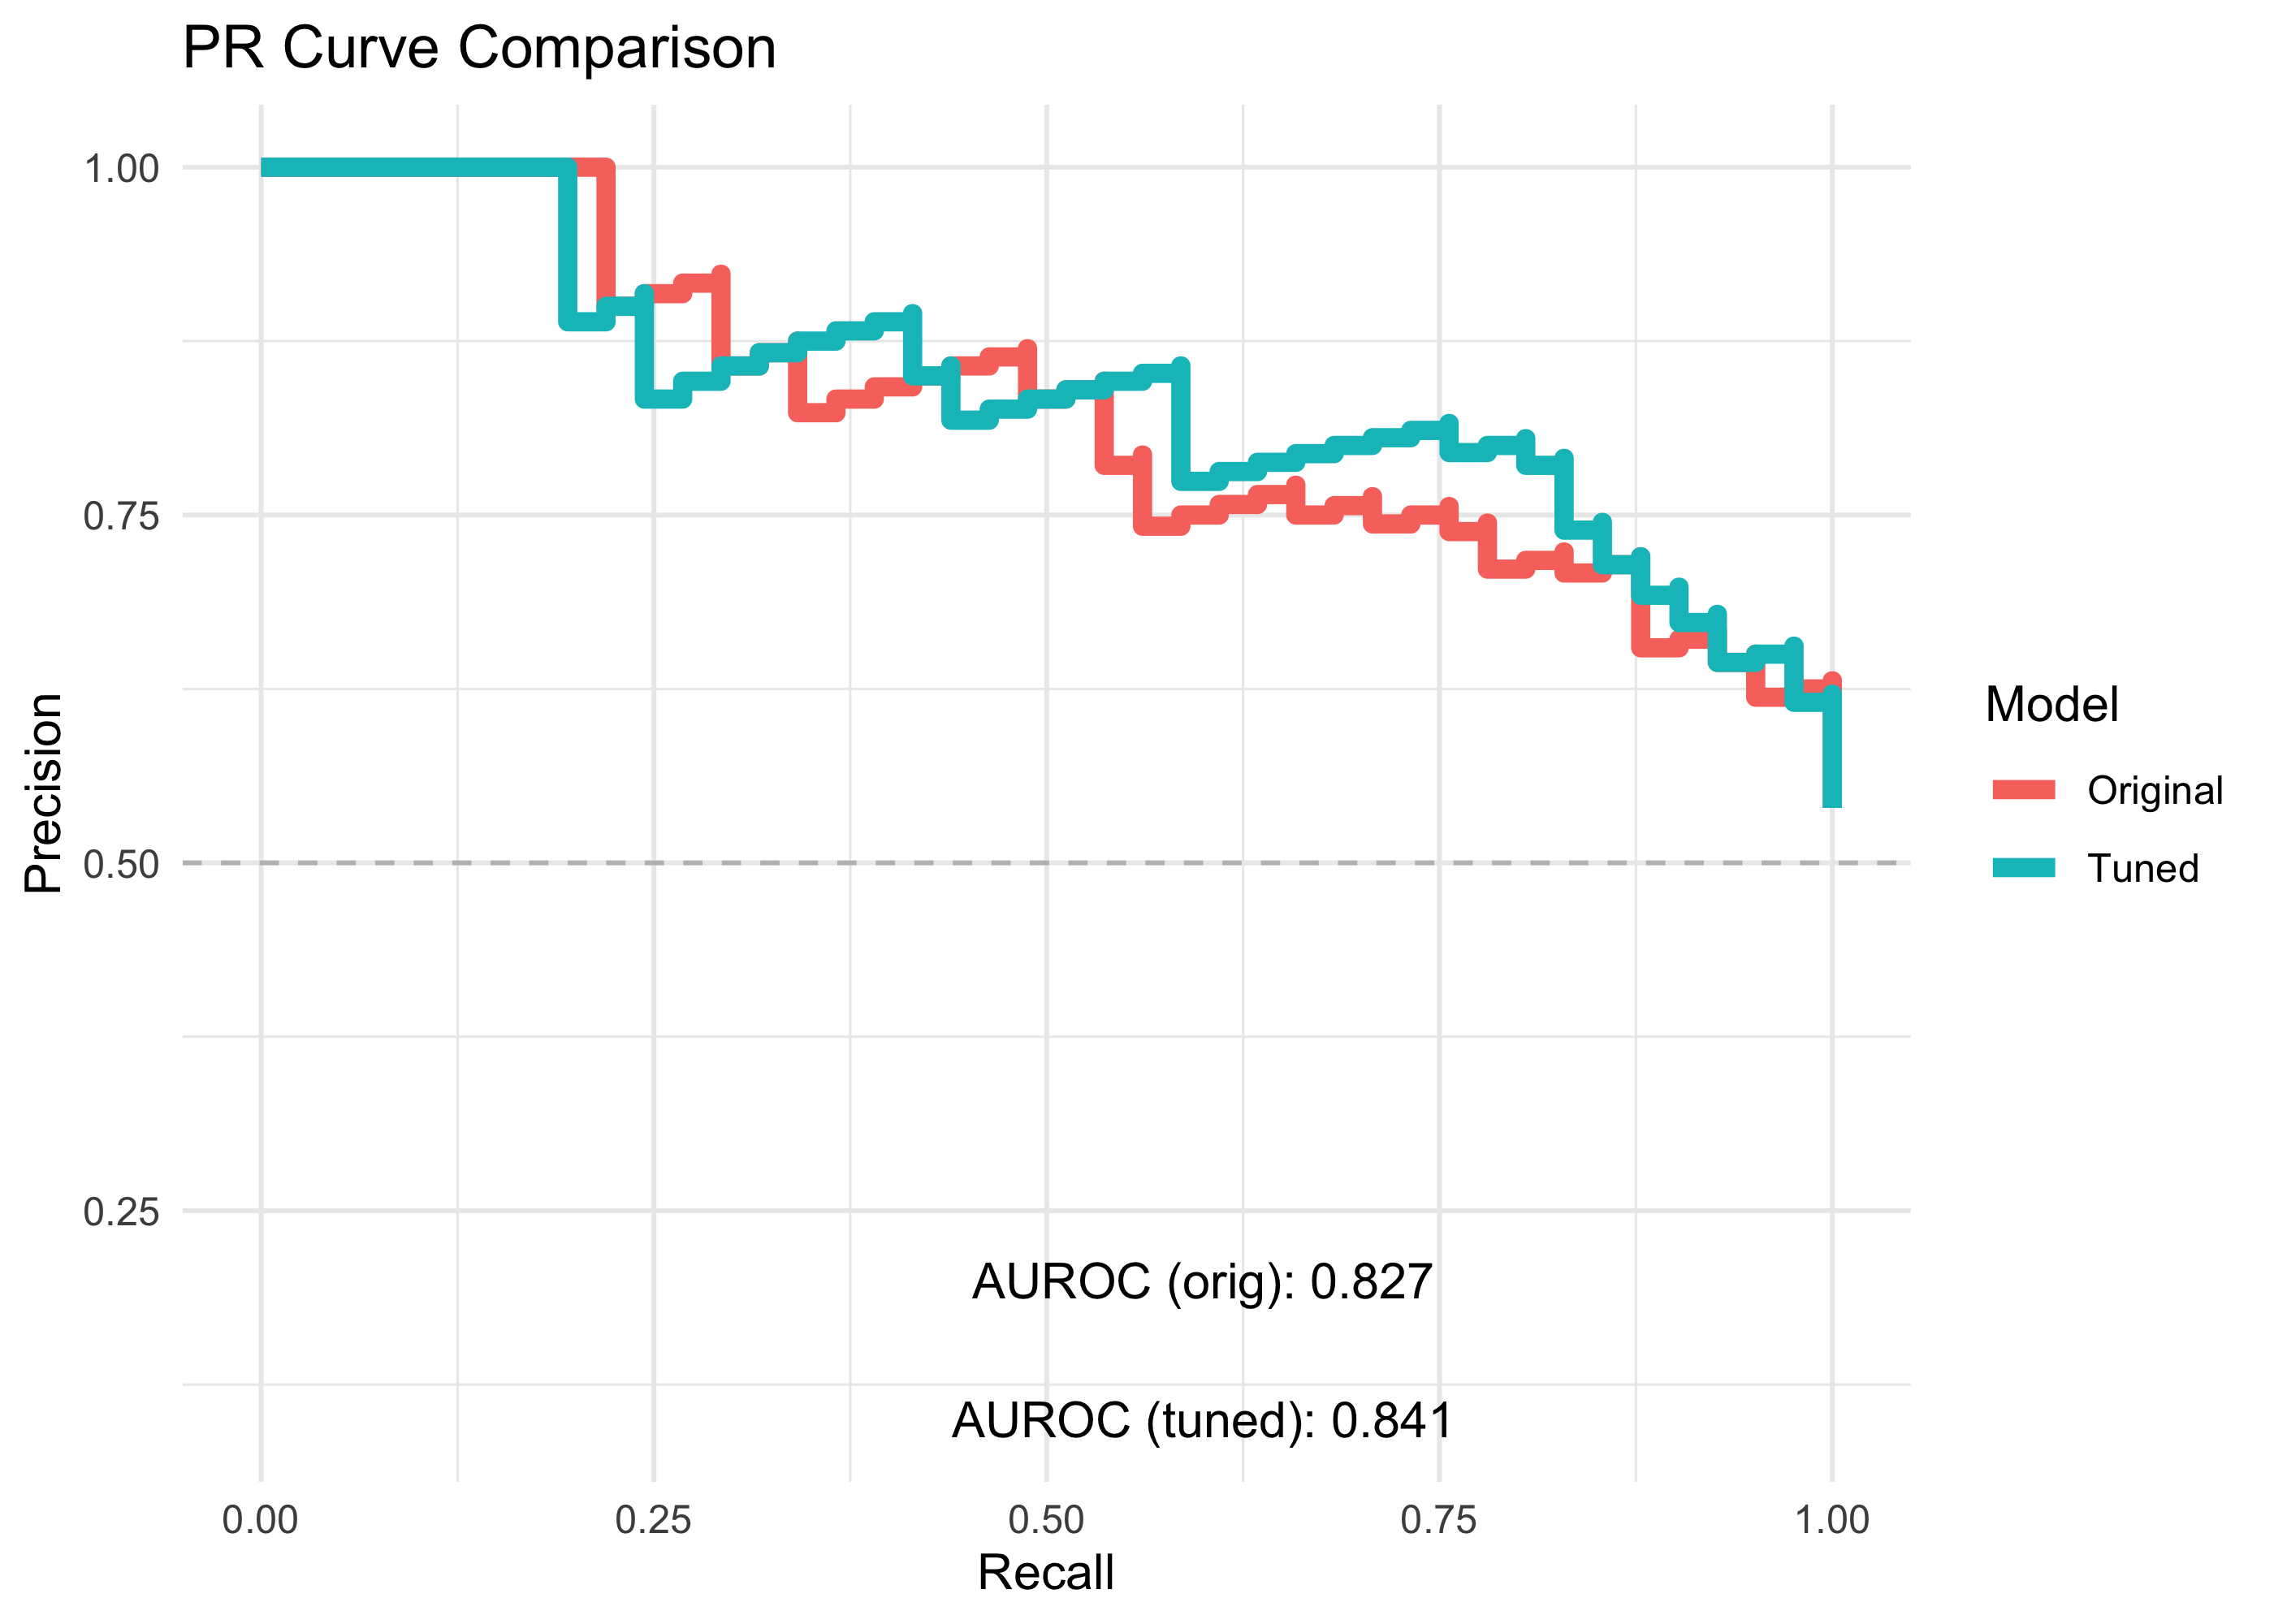 PR Curve Comparison
1.00
0.75
0.50
0.25
Precision
AUROC (orig): 0.827
AUROC (tuned): 0.841
0.00
0.25
0.50
0.75
1.00
Recall
Model
Original
Tuned